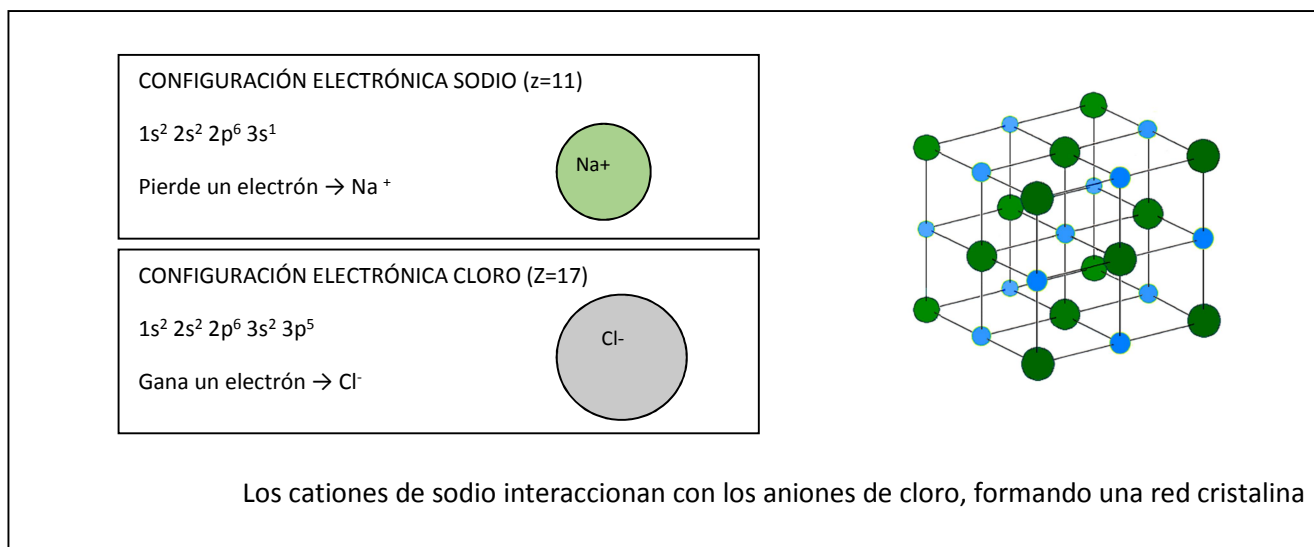 CONFIGURACIÓN ELECTRÓNICA SODIO (z=11)
1s² 2s² 2p⁶ 3s¹
Na+
Pierde un electrón → Na ⁺
CONFIGURACIÓN ELECTRÓNICA CLORO (Z=17)
1s² 2s² 2p⁶ 3s² 3p⁵
Cl-
Gana un electrón → Cl⁻
Los cationes de sodio interaccionan con los aniones de cloro, formando una red cristalina